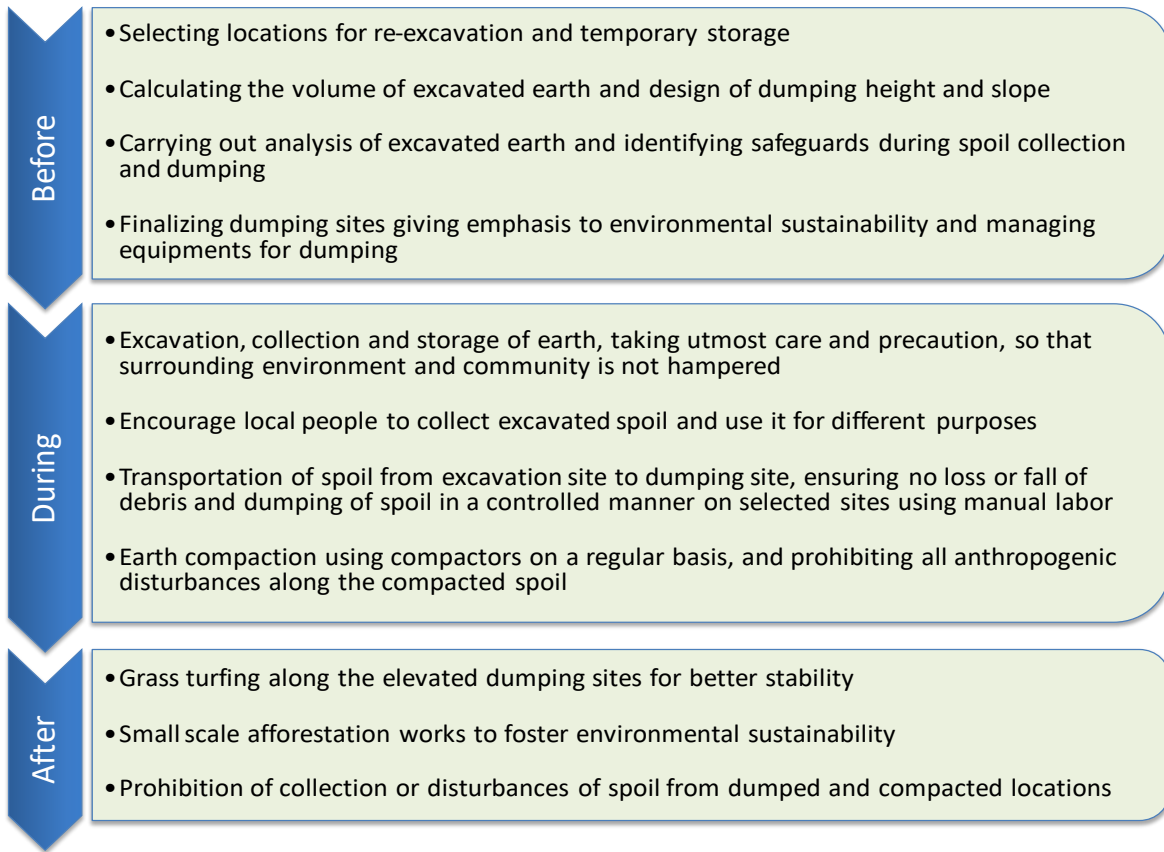 Before
•Selecting locations for re-excavation and temporary storage
•Calculating the volume of excavated earth and design of dumping height and slope
•Carrying out analysis of excavated earth and identifying safeguards during spoil collection
and dumping
•Finalizing dumping sites giving emphasis to environmental sustainability and managing
equipments for dumping
During
•Excavation, collection and storage of earth, taking utmost care and precaution, so that
surrounding environment and community is not hampered
•Encourage local people to collect excavated spoil and use it for different purposes
•Transportation of spoil from excavation site to dumping site, ensuring no loss or fall of
debris and dumping of spoil in a controlled manner on selected sites using manual labor
•Earth compaction using compactors on a regular basis, and prohibiting all anthropogenic
disturbances along the compacted spoil
After
•Grass turfing along the elevated dumping sites for better stability
•Small scale afforestation works to foster environmental sustainability
•Prohibition of collection or disturbances of spoil from dumped and compacted locations